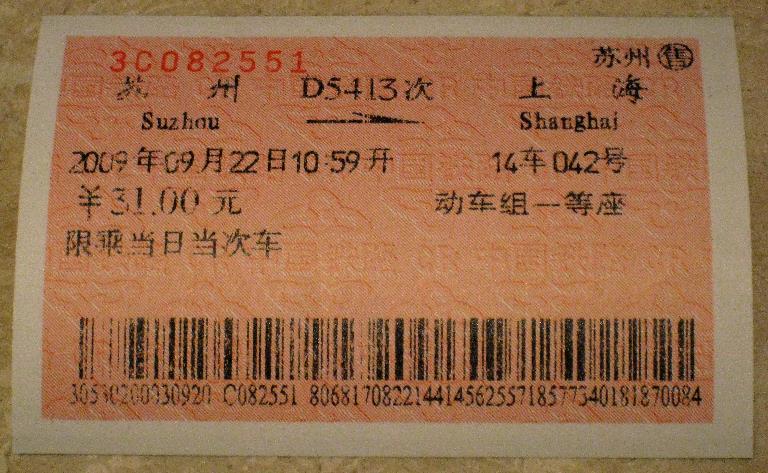 3C082551 苏州 售
苏州 D5413次 上海
Suzhou Shanghai
2009年09月22日10:59开 14车042号
¥31.00元 动车组一等座
限乘当日当次车
30530200030920 C082551 80681708221441456255718577340181870084